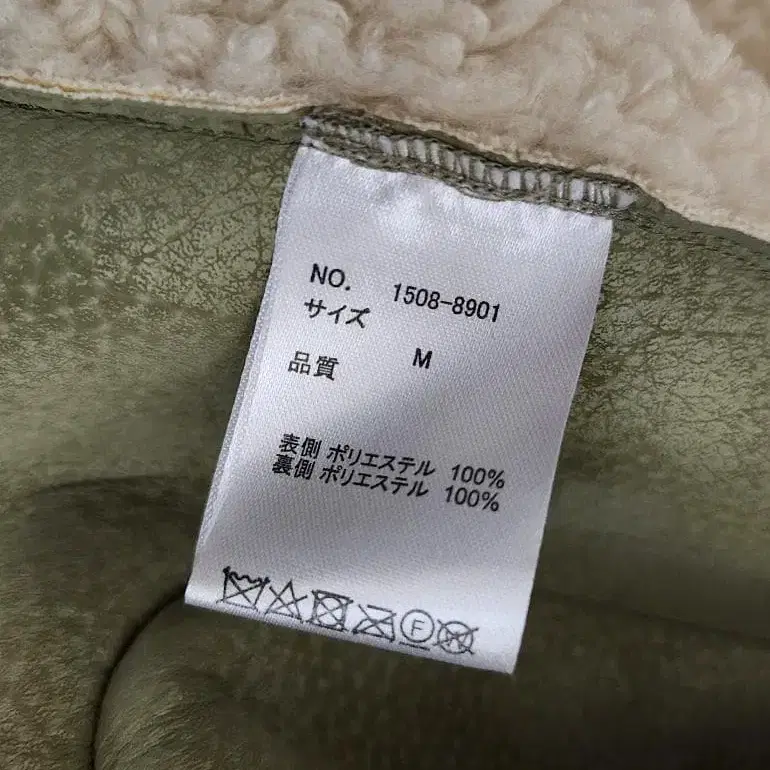 NO. 1508-8901
サイズ
品質 M
表側 ポリエステル 100%
裏側 ポリエステル 100%
F